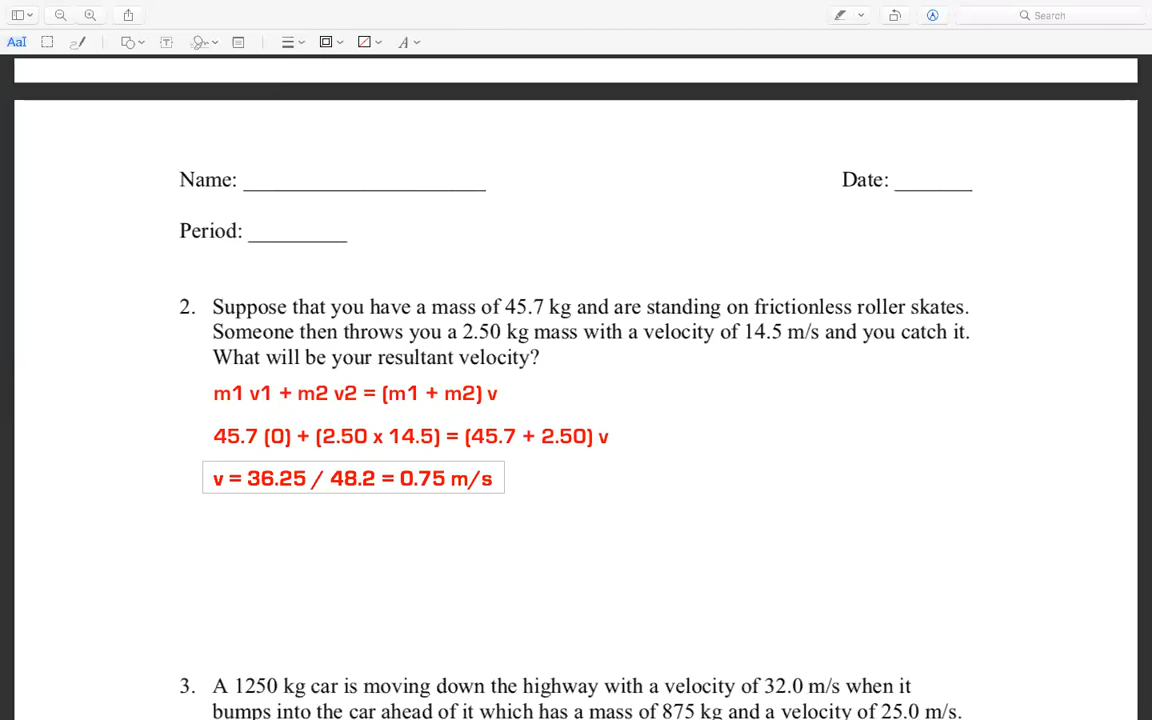 Search
AaI
T
A
Name: ______________________ Date: _______
Period: _________
2. Suppose that you have a mass of 45.7 kg and are standing on frictionless roller skates.
Someone then throws you a 2.50 kg mass with a velocity of 14.5 m/s and you catch it.
What will be your resultant velocity?
m1 v1 + m2 v2 = (m1 + m2) v
45.7 (0) + (2.50 x 14.5) = (45.7 + 2.50) v
v = 36.25 / 48.2 = 0.75 m/s
3. A 1250 kg car is moving down the highway with a velocity of 32.0 m/s when it
bumps into the car ahead of it which has a mass of 875 kg and a velocity of 25.0 m/s.